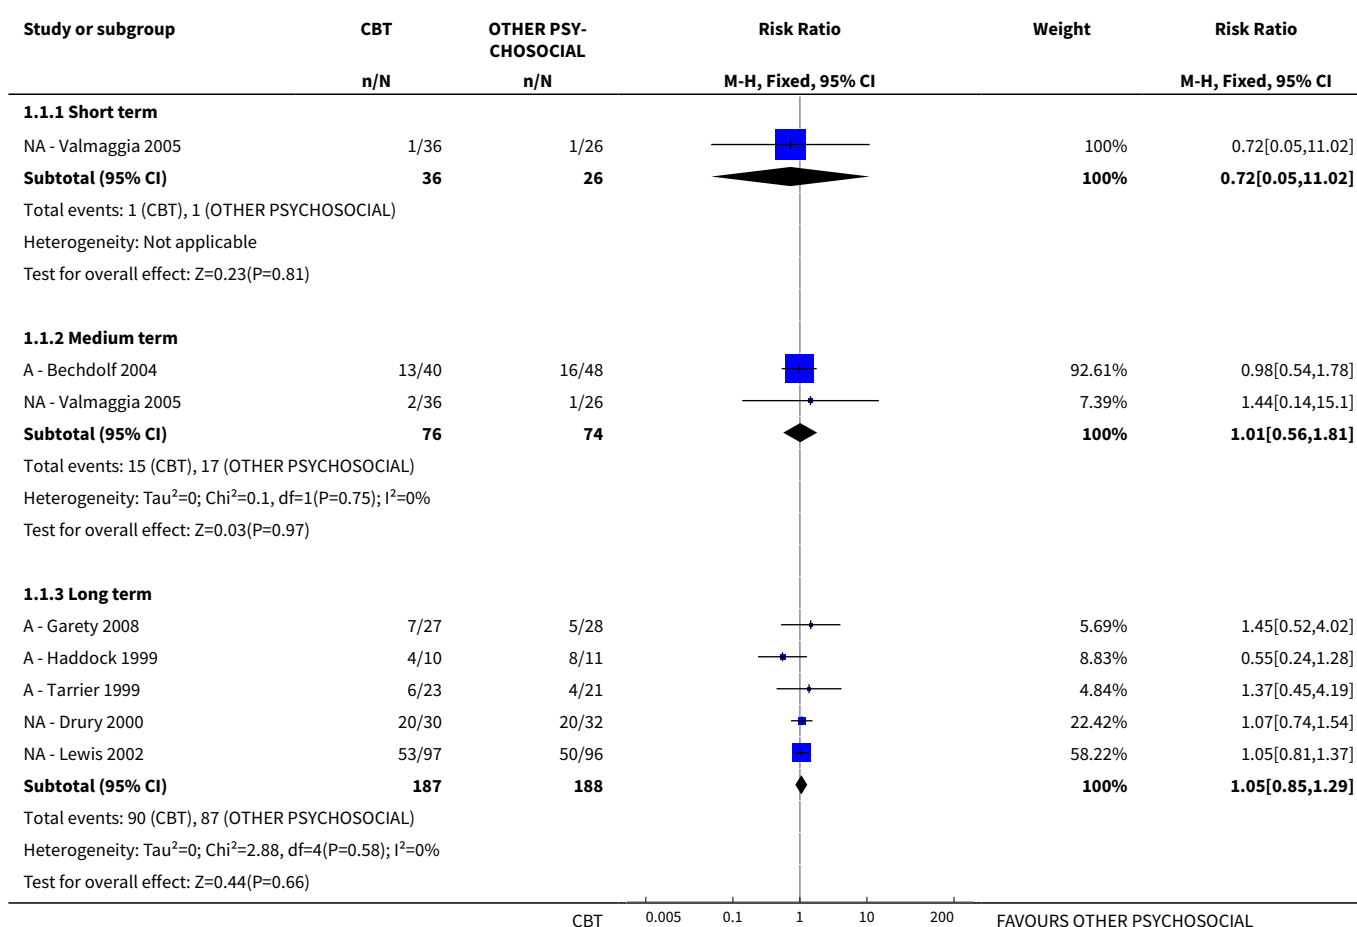 Study or subgroup CBT OTHER PSY- Risk Ratio Weight Risk Ratio
CHOSOCIAL
n/N n/N M-H, Fixed, 95% CI M-H, Fixed, 95% CI
1.1.1 Short term
NA - Valmaggia 2005 1/36 1/26 100% 0.72[0.05,11.02]
Subtotal (95% CI) 36 26 100% 0.72[0.05,11.02]
Total events: 1 (CBT), 1 (OTHER PSYCHOSOCIAL)
Heterogeneity: Not applicable
Test for overall effect: Z=0.23(P=0.81)
1.1.2 Medium term
A - Bechdolf 2004 13/40 16/48 92.61% 0.98[0.54,1.78]
NA - Valmaggia 2005 2/36 1/26 7.39% 1.44[0.14,15.1]
Subtotal (95% CI) 76 74 100% 1.01[0.56,1.81]
Total events: 15 (CBT), 17 (OTHER PSYCHOSOCIAL)
Heterogeneity: Tau²=0; Chi²=0.1, df=1(P=0.75); I²=0%
Test for overall effect: Z=0.03(P=0.97)
1.1.3 Long term
A - Garety 2008 7/27 5/28 5.69% 1.45[0.52,4.02]
A - Haddock 1999 4/10 8/11 8.83% 0.55[0.24,1.28]
A - Tarrier 1999 6/23 4/21 4.84% 1.37[0.45,4.19]
NA - Drury 2000 20/30 20/32 22.42% 1.07[0.74,1.54]
NA - Lewis 2002 53/97 50/96 58.22% 1.05[0.81,1.37]
Subtotal (95% CI) 187 188 100% 1.05[0.85,1.29]
Total events: 90 (CBT), 87 (OTHER PSYCHOSOCIAL)
Heterogeneity: Tau²=0; Chi²=2.88, df=4(P=0.58); I²=0%
Test for overall effect: Z=0.44(P=0.66)
CBT 0.005 0.1 1 10 200 FAVOURS OTHER PSYCHOSOCIAL